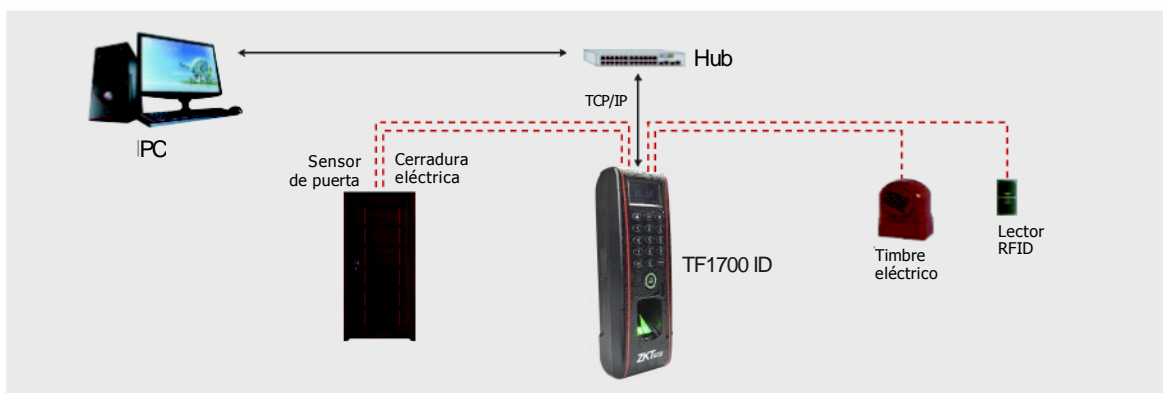 Hub
TCP/IP
PC
Sensor
de puerta
Cerradura
eléctrica
TF1700 ID
Timbre
eléctrico
Lector
RFID
ZKTeco